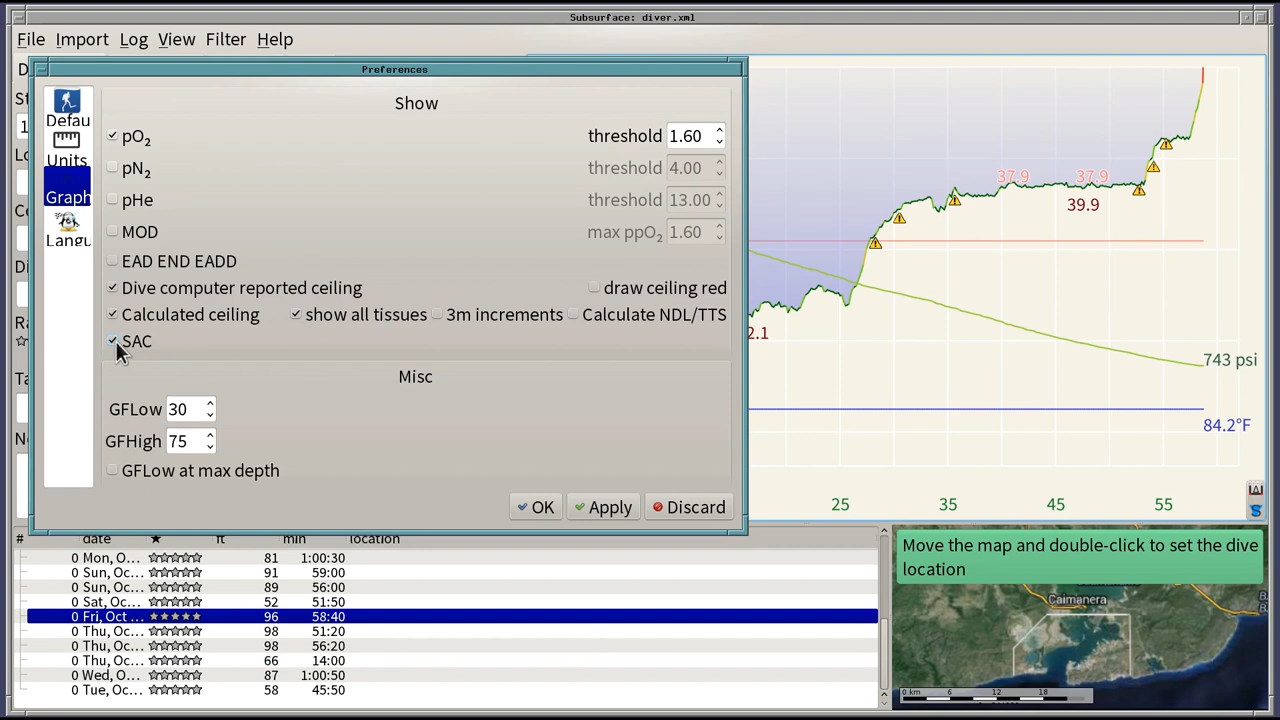 Subsurface: diver.xml
File Import Log View Filter Help
Preferences
Defau
Units
Graph
Langu
Show
pO₂ threshold 1.60
pN₂ threshold 4.00
pHe threshold 13.00
MOD max ppO₂ 1.60
EAD END EADD
Dive computer reported ceiling draw ceiling red
Calculated ceiling show all tissues 3m increments Calculate NDL/TTS
SAC
Misc
GFLow 30
GFHigh 75
GFLow at max depth
OK Apply Discard
37.9 37.9
39.9
2.1
743 psi
84.2°F
25 35 45 55
# date ★ ft min location
0 Mon, O... 81 1:00:30
0 Sun, Oc... 91 59:00
0 Sun, Oc... 89 56:00
0 Sat, Oc... 52 51:50
0 Fri, Oct ... 96 58:40
0 Thu, Oc... 98 51:20
0 Thu, Oc... 98 56:20
0 Thu, Oc... 66 14:00
0 Wed, O... 87 1:00:50
0 Tue, Oc... 58 45:50
Move the map and double-click to set the dive
location
Caimanera
0 km 6 12 18